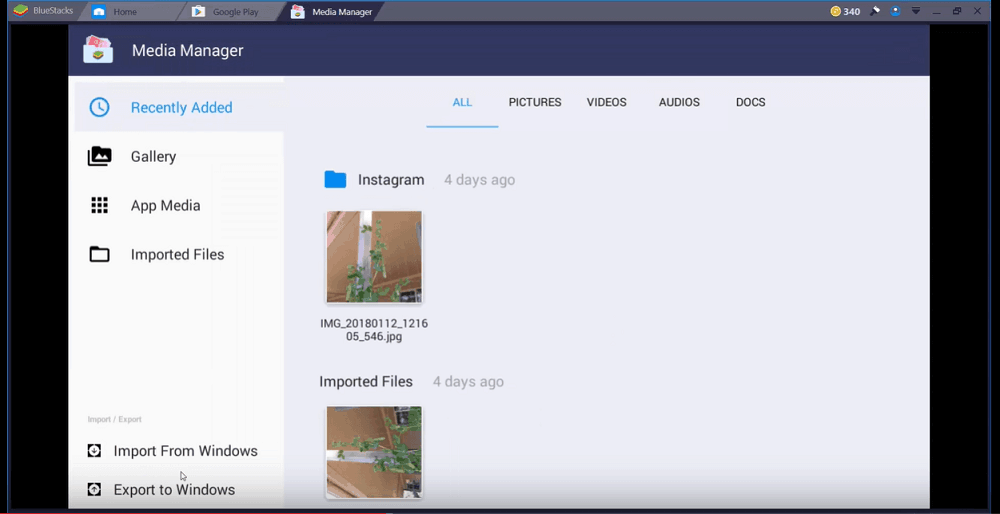 BlueStacks
Home
Google Play
Media Manager
340
Media Manager
Recently Added
Gallery
App Media
Imported Files
Import / Export
Import From Windows
Export to Windows
ALL
PICTURES
VIDEOS
AUDIOS
DOCS
Instagram 4 days ago
IMG_20180112_1216
05_546.jpg
Imported Files 4 days ago